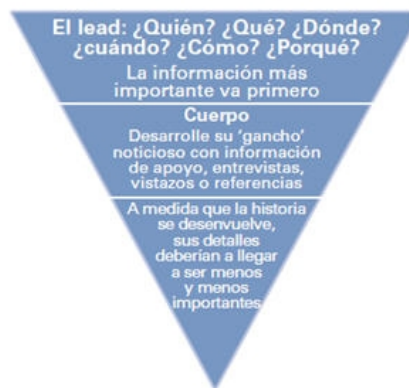 El lead: ¿Quién? ¿Qué? ¿Dónde?
¿cuándo? ¿Cómo? ¿Porqué?
La información más
importante va primero
Cuerpo
Desarrolle su 'gancho'
noticioso con información
de apoyo, entrevistas,
vistazos o referencias
A medida que la historia
se desenvuelve,
sus detalles
deberían a llegar
a ser menos
y menos
importantes